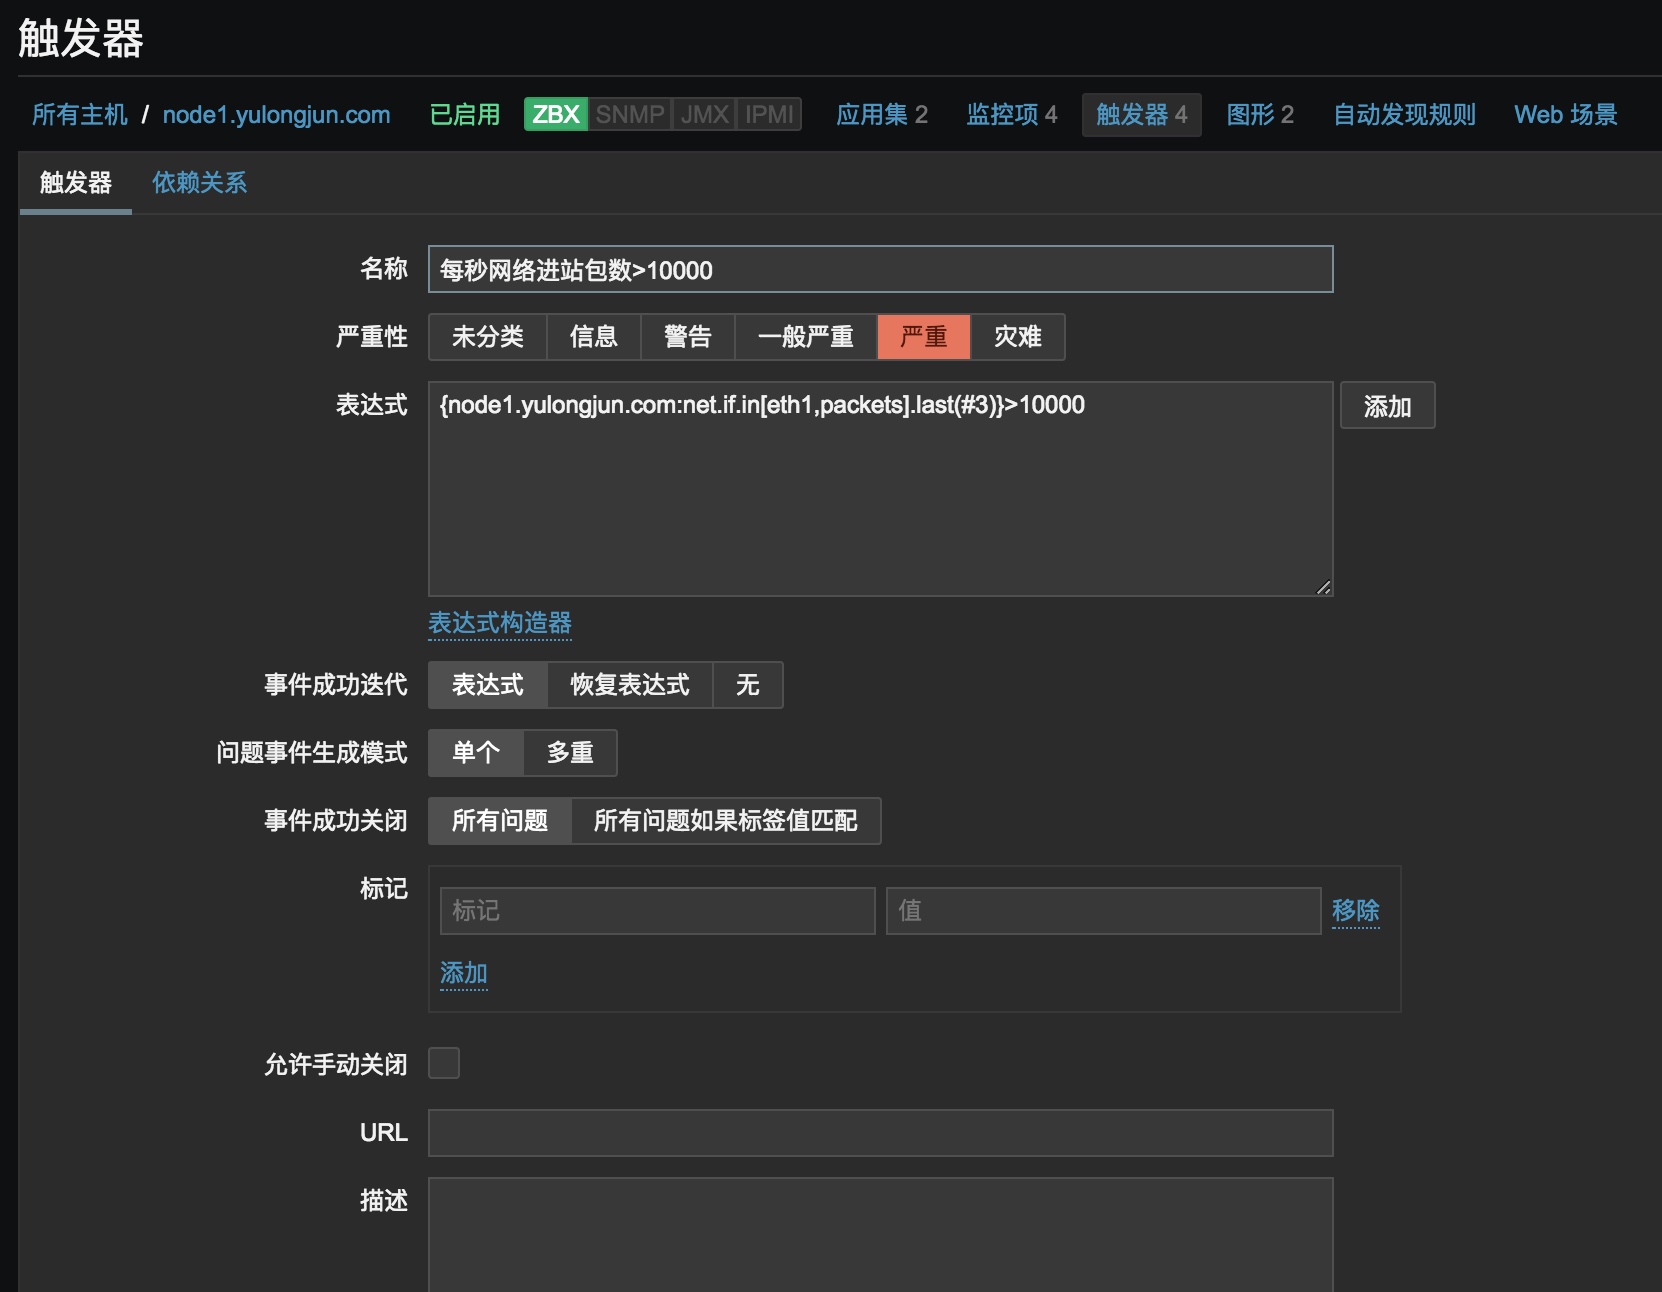 触发器
所有主机 / node1.yulongjun.com 已启用 ZBX SNMP JMX IPMI 应用集 2 监控项 4 触发器 4 图形 2 自动发现规则 Web 场景
触发器 依赖关系
名称 每秒网络进站包数>10000
严重性 未分类 信息 警告 一般严重 严重 灾难
表达式 {node1.yulongjun.com:net.if.in[eth1,packets].last(#3)}>10000 添加
表达式构造器
事件成功迭代 表达式 恢复表达式 无
问题事件生成模式 单个 多重
事件成功关闭 所有问题 所有问题如果标签值匹配
标记 标记 值 移除
添加
允许手动关闭
URL
描述